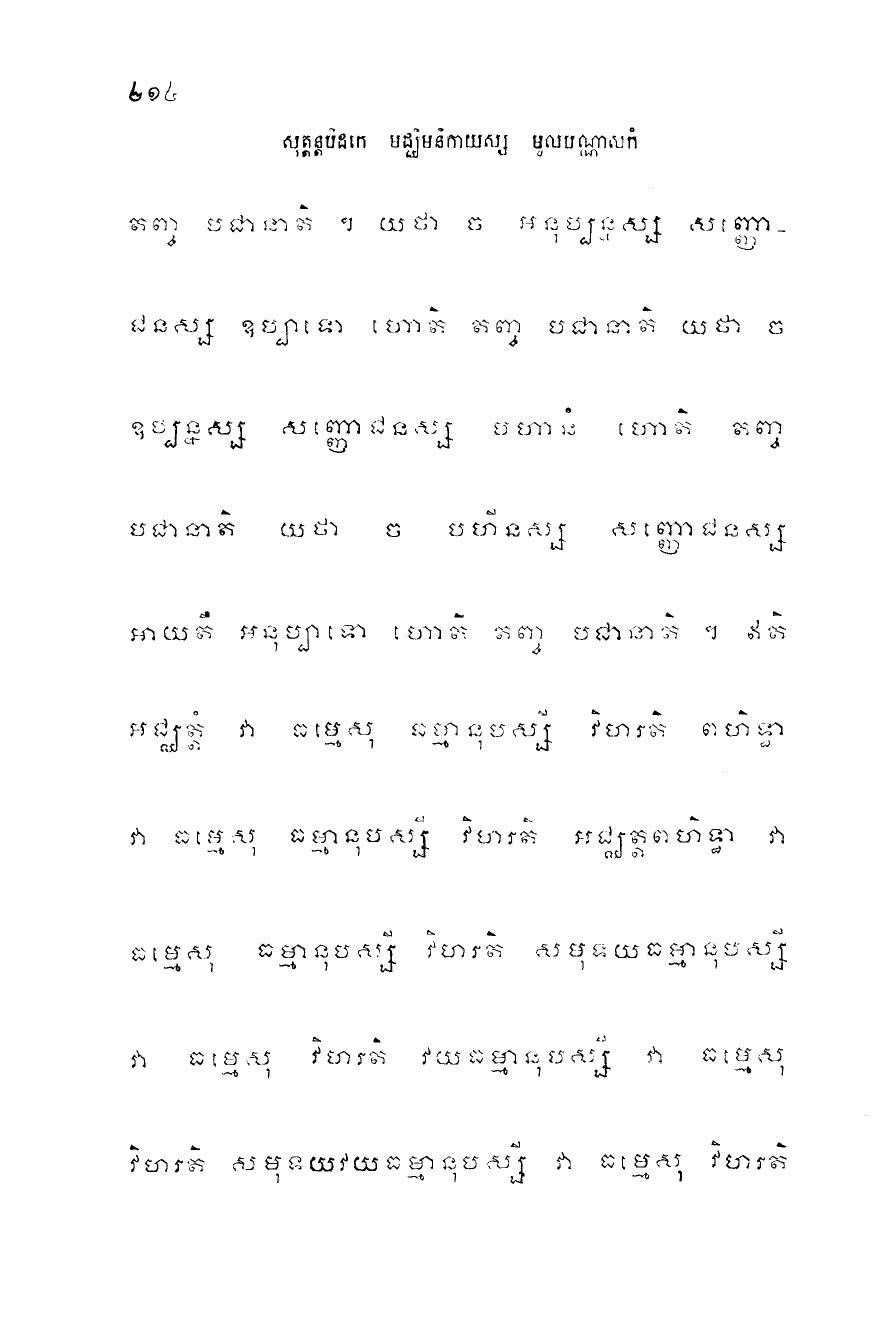 ២១៤
សុត្តន្តបិដកេ មជ្ឈិមនិកាយស្ស មូលបណ្ណាសកំ
តញ្ច បជានាតិ ។ យថា ច អនុប្បន្នស្ស សញ្ញោ-
ជនស្ស ឧប្បាទោ ហោតិ តញ្ច បជានាតិ យថា ច
ឧប្បន្នស្ស សញ្ញោជនស្ស បហានំ ហោតិ តញ្ច
បជានាតិ យថា ច បហីនស្ស សញ្ញោជនស្ស
អាយតឹ អនុប្បាទោ ហោតិ តញ្ច បជានាតិ ។ ឥតិ
អជ្ឈត្តំ វា ធម្មេសុ ធម្មានុបស្សី វិហរតិ ពហិទ្ធា
វា ធម្មេសុ ធម្មានុបស្សី វិហរតិ អជ្ឈត្តពហិទ្ធា វា
ធម្មេសុ ធម្មានុបស្សី វិហរតិ សមុទយធម្មានុបស្សី
វា ធម្មេសុ វិហរតិ វយធម្មានុបស្សី វា ធម្មេសុ
វិហរតិ សមុទយវយធម្មានុបស្សី វា ធម្មេសុ វិហរតិ